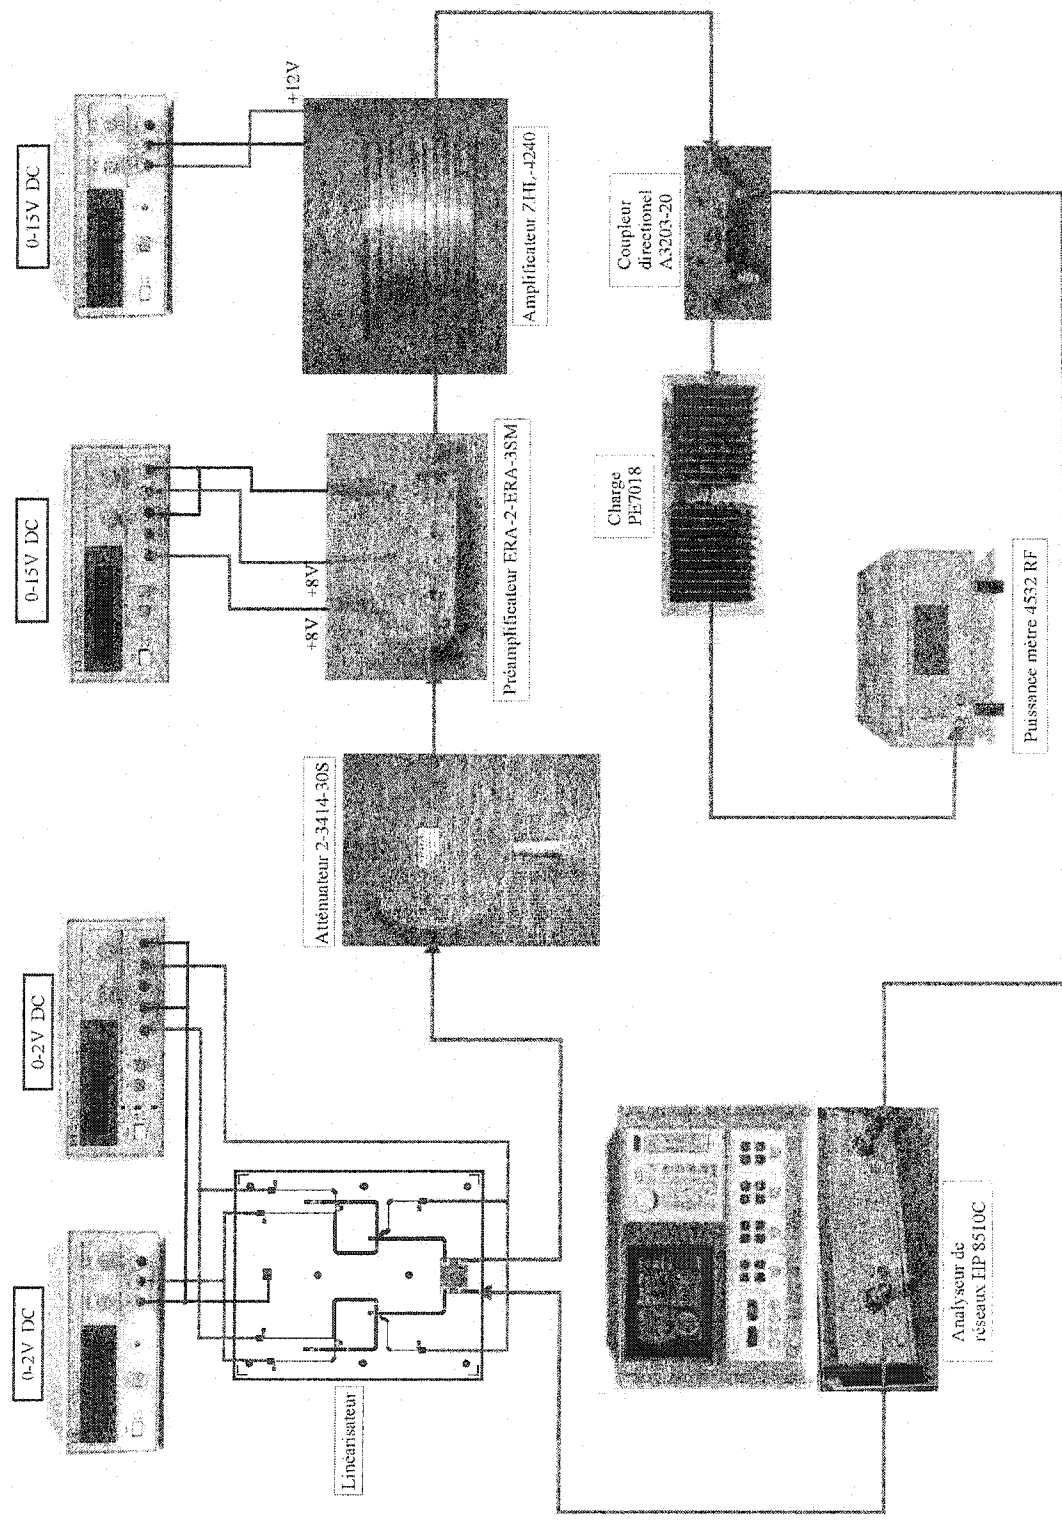 0-2V DC
0-2V DC
0-15V DC
0-15V DC
+8V
+8V
+12V
Linéarisateur
Atténuateur 2-3414-30S
Préamplificateur ERA-2-ERA-3SM
Amplificateur ZHL-4240
Coupleur
directionel
A3203-20
Charge
PE7018
Analyseur de
réseaux HP 8510C
Puissance mètre 4532 RF